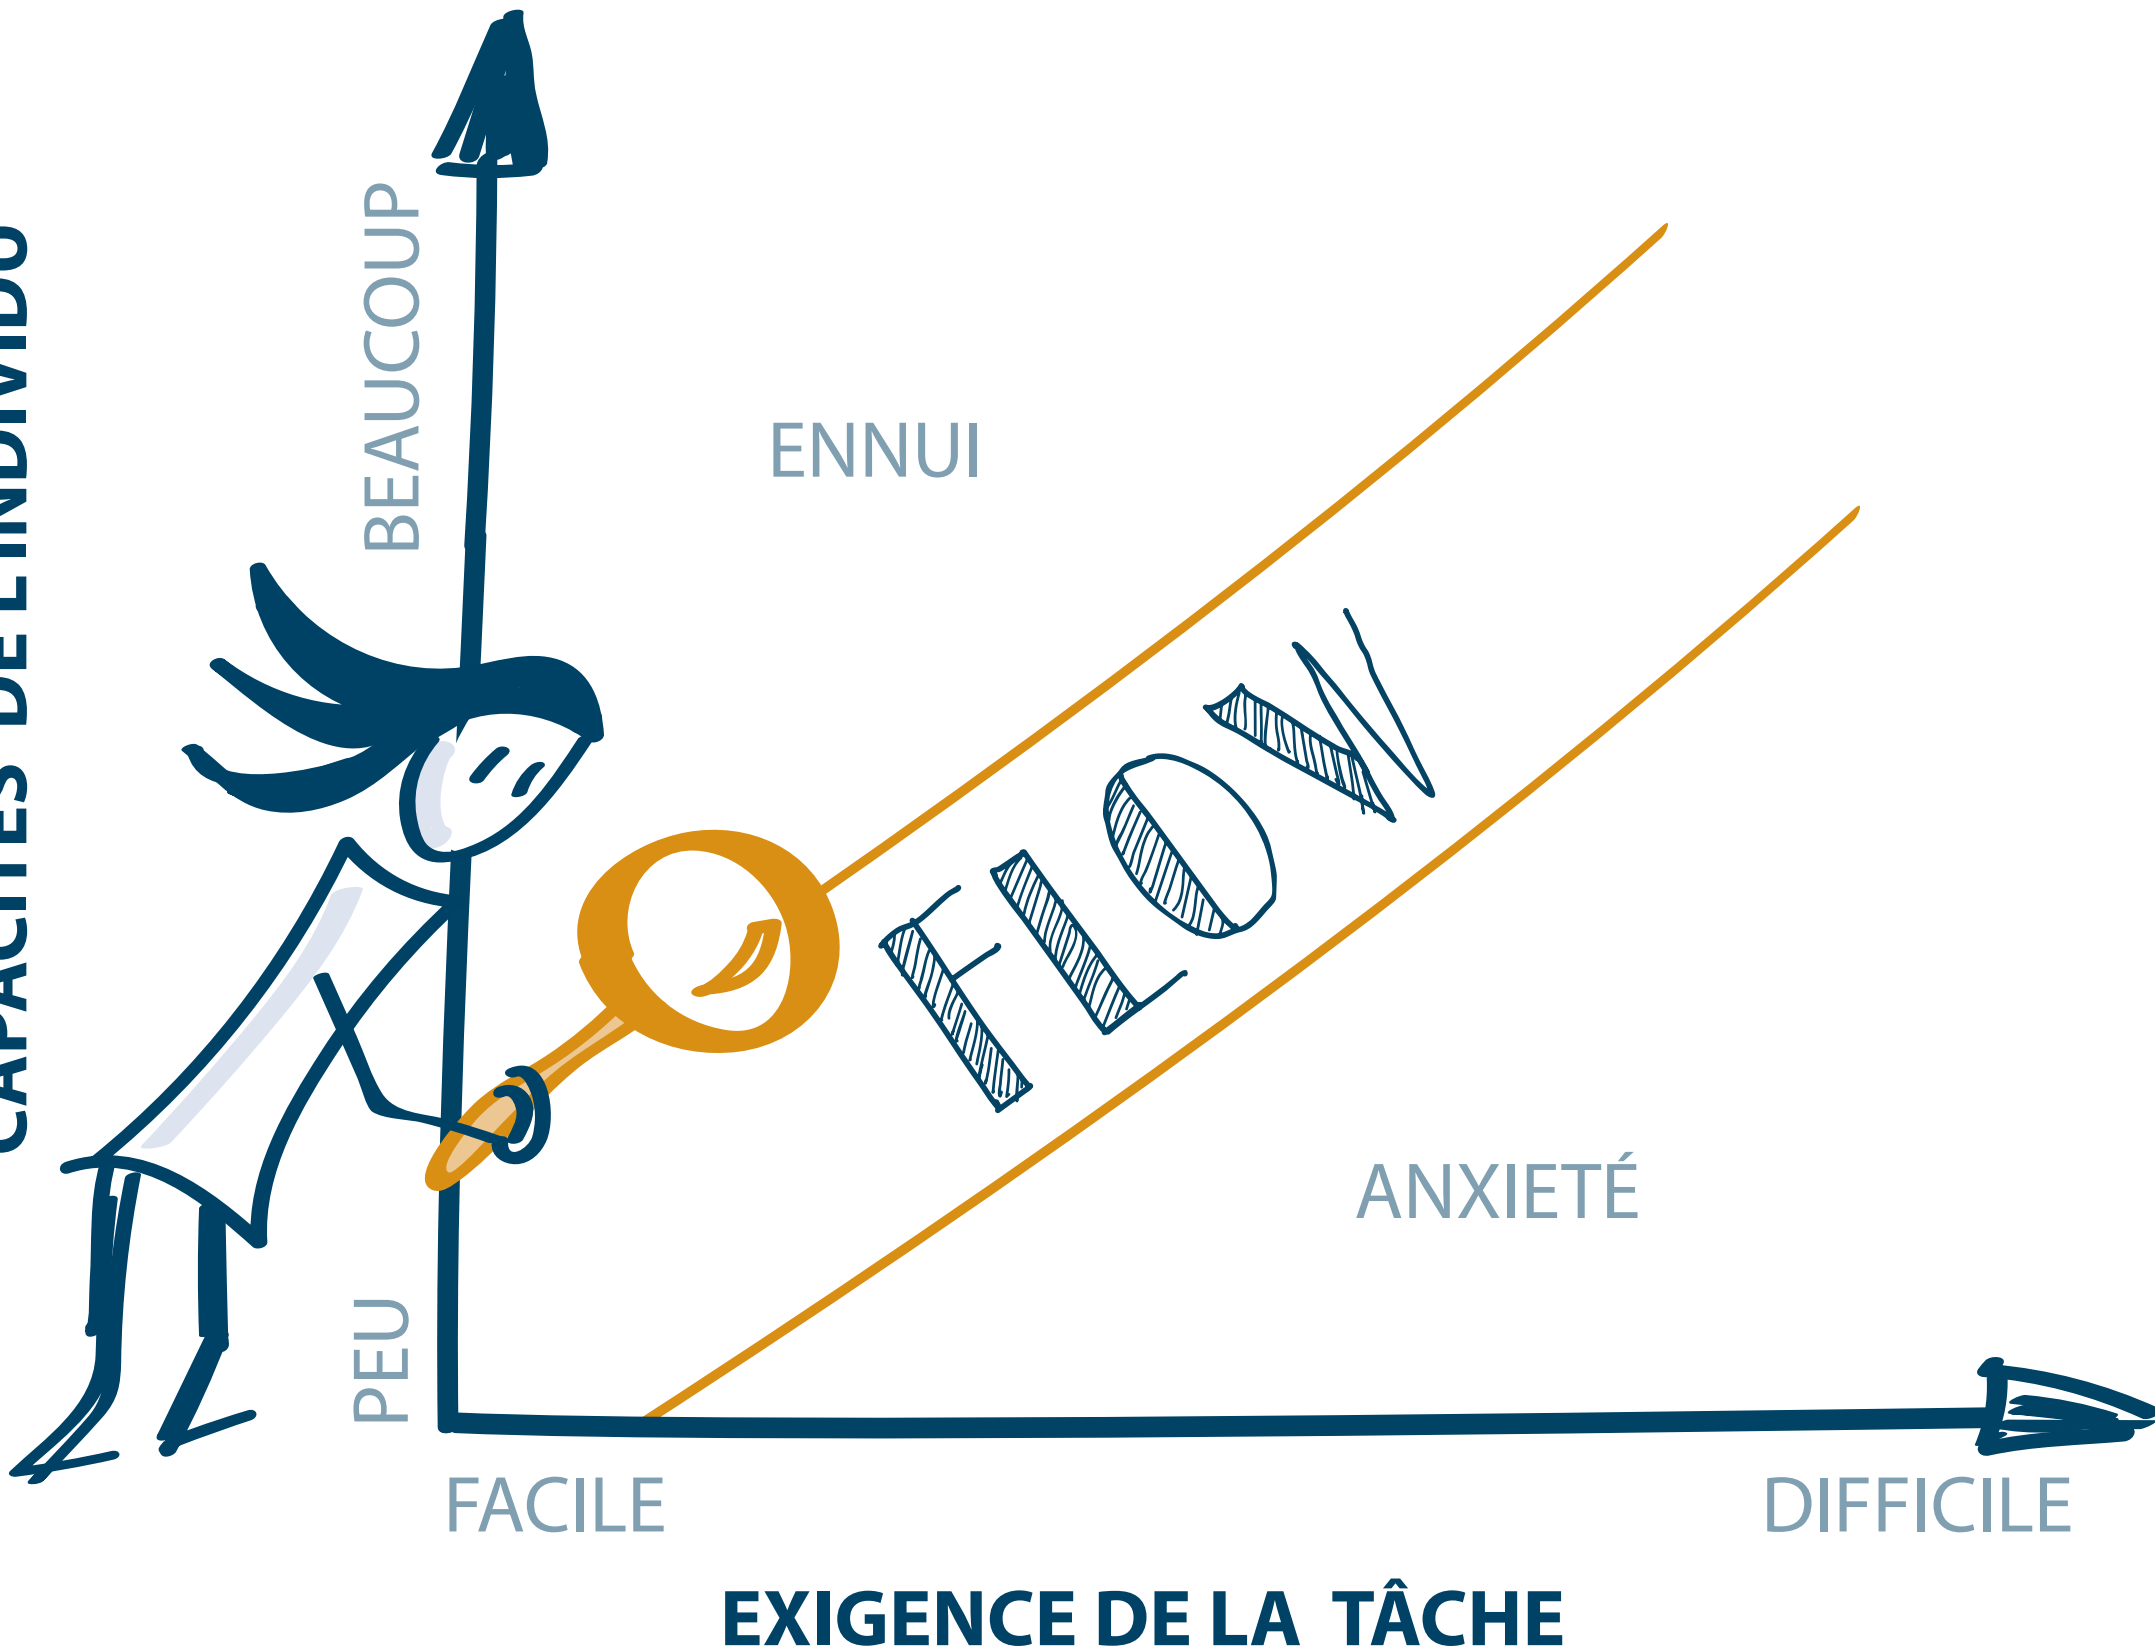 CAPACITÉS DE L'INDIVIDU
BEAUCOUP
ENNUI
FLOW
ANXIETÉ
PEU
FACILE
DIFFICILE
EXIGENCE DE LA TÂCHE